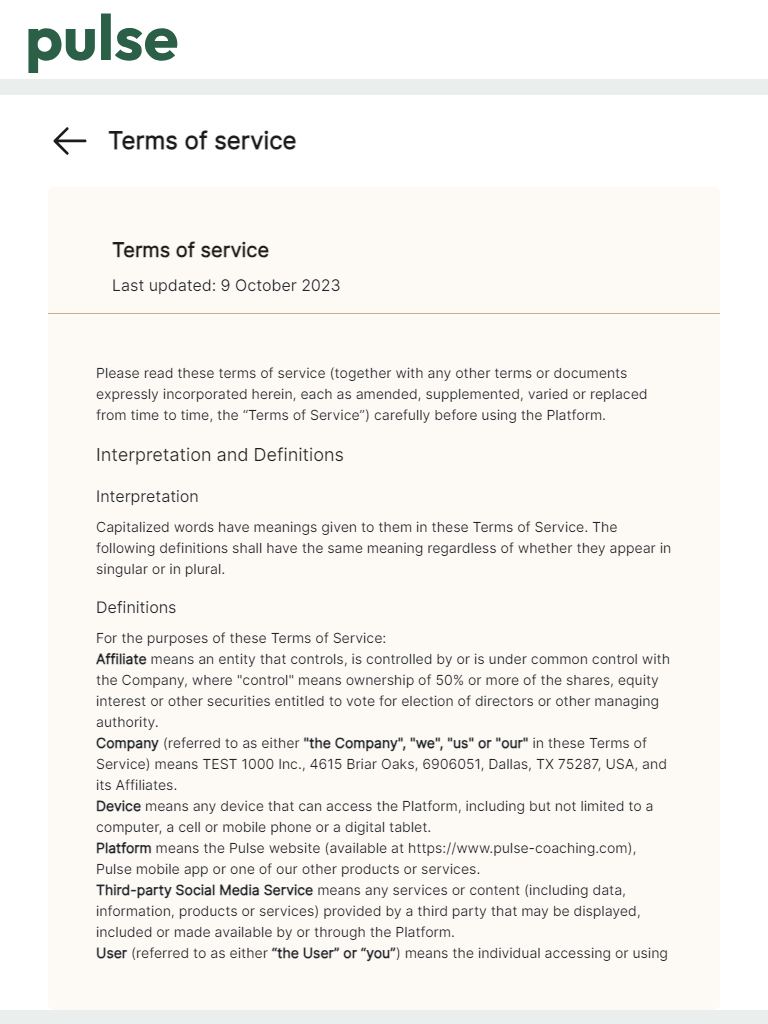 pulse
Terms of service
Terms of service
Last updated: 9 October 2023
Please read these terms of service (together with any other terms or documents
expressly incorporated herein, each as amended, supplemented, varied or replaced
from time to time, the “Terms of Service”) carefully before using the Platform.
Interpretation and Definitions
Interpretation
Capitalized words have meanings given to them in these Terms of Service. The
following definitions shall have the same meaning regardless of whether they appear in
singular or in plural.
Definitions
For the purposes of these Terms of Service:
Affiliate means an entity that controls, is controlled by or is under common control with
the Company, where "control" means ownership of 50% or more of the shares, equity
interest or other securities entitled to vote for election of directors or other managing
authority.
Company (referred to as either "the Company", "we", "us" or "our" in these Terms of
Service) means TEST 1000 Inc., 4615 Briar Oaks, 6906051, Dallas, TX 75287, USA, and
its Affiliates.
Device means any device that can access the Platform, including but not limited to a
computer, a cell or mobile phone or a digital tablet.
Platform means the Pulse website (available at https://www.pulse-coaching.com),
Pulse mobile app or one of our other products or services.
Third-party Social Media Service means any services or content (including data,
information, products or services) provided by a third party that may be displayed,
included or made available by or through the Platform.
User (referred to as either “the User” or “you”) means the individual accessing or using